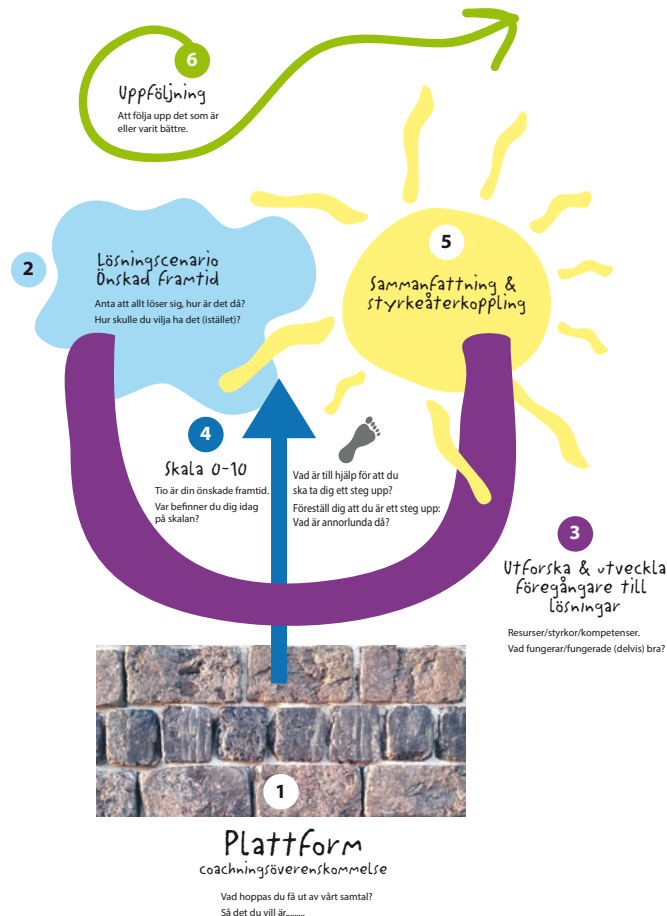 6
Uppföljning
Att följa upp det som är
eller varit bättre.
2
Lösningscenario
Önskad framtid
Anta att allt löser sig, hur är det då?
Hur skulle du vilja ha det (istället)?
5
Sammanfattning &
styrkeåterkoppling
4
Skala 0-10
Tio är din önskade framtid.
Var befinner du dig idag
på skalan?
Vad är till hjälp för att du
ska ta dig ett steg upp?
Föreställ dig att du är ett steg upp:
Vad är annorlunda då?
3
Utforska & utveckla
föregångare till
lösningar
Resurser/styrkor/kompetenser.
Vad fungerar/fungerade (delvis) bra?
1
Plattform
coachningsöverenskommelse
Vad hoppas du få ut av vårt samtal?
Så det du vill är.........